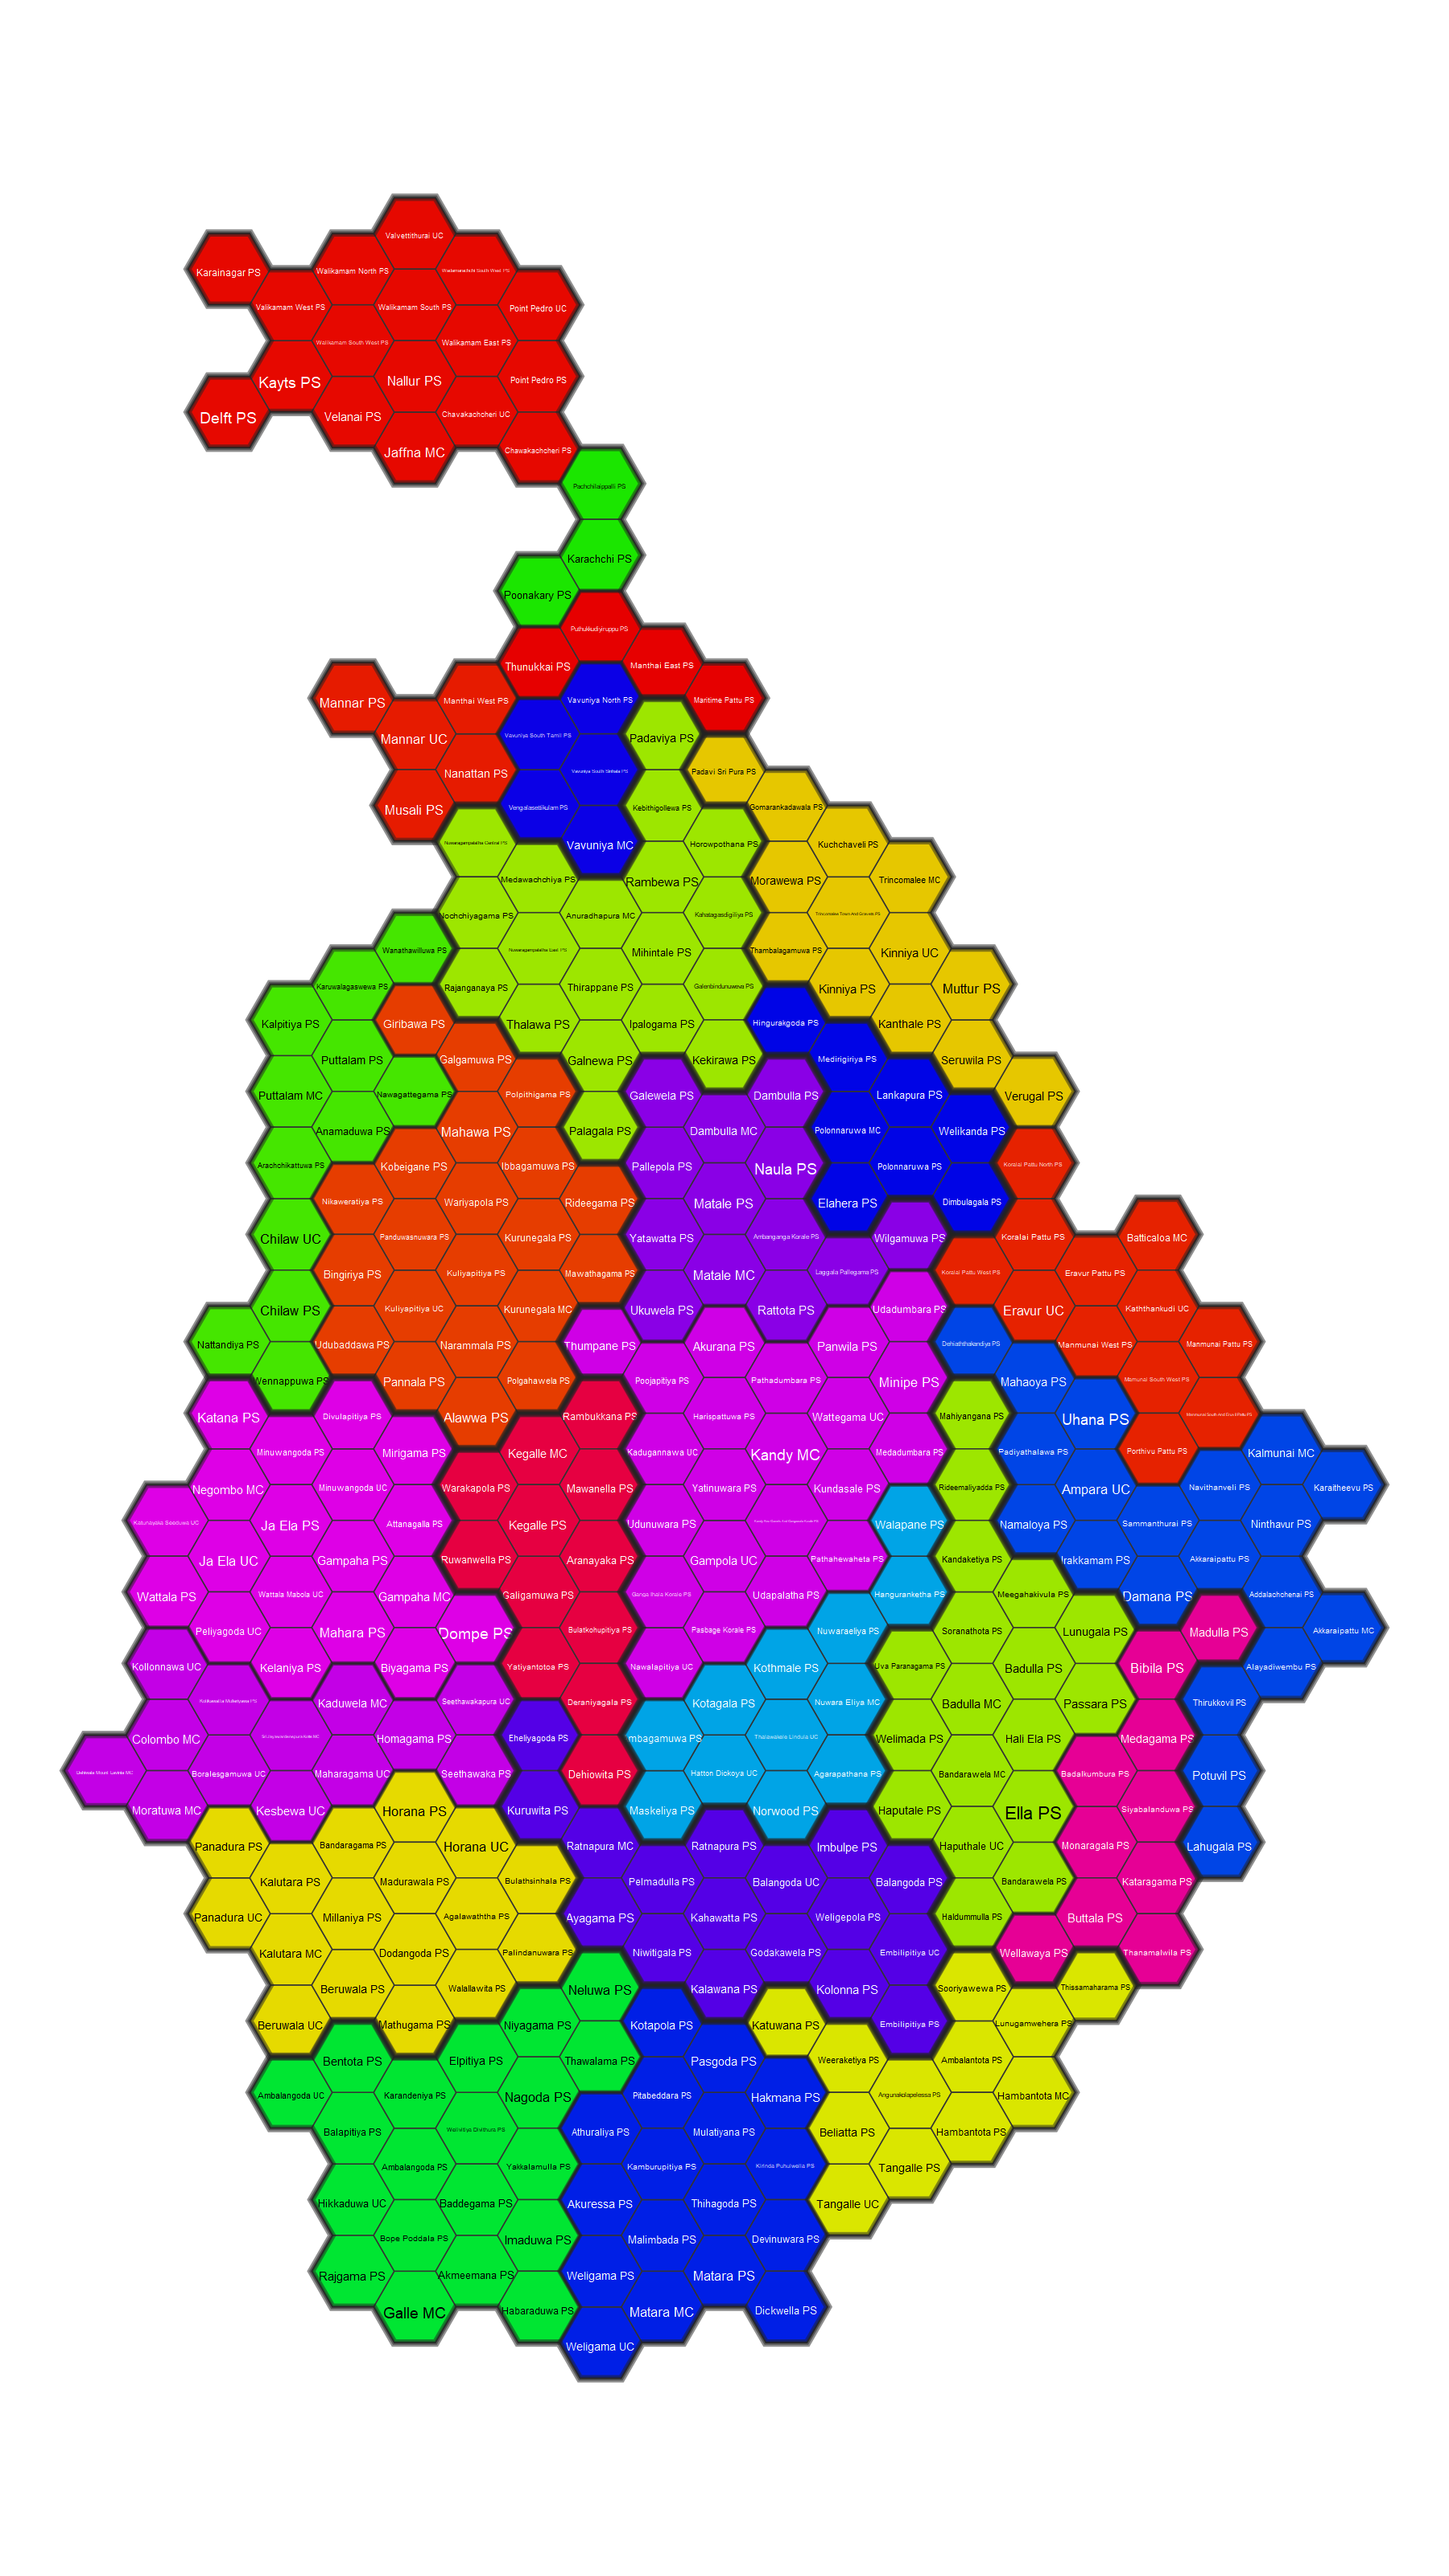 Valvettithurai UC
Karainagar PS
Walikamam North PS
Wadamaradchi South West PS
Valikamam West PS
Walikamam South PS
Point Pedro UC
Walikamam South West PS
Walikamam East PS
Kayts PS
Nallur PS
Point Pedro PS
Delft PS
Velanai PS
Chavakachcheri UC
Jaffna MC
Chawakachcheri PS
Pachchilaippalli PS
Karachchi PS
Poonakary PS
Puthukkudiyiruppu PS
Thunukkai PS
Manthai East PS
Mannar PS
Manthai West PS
Vavuniya North PS
Maritime Pattu PS
Mannar UC
Vavuniya South Tamil PS
Padaviya PS
Nanattan PS
Vavuniya South Sinhala PS
Padavi Sri Pura PS
Musali PS
Vengalasettikulam PS
Kebithigollewa PS
Gomarankadawala PS
Nuwaragampalatha Central PS
Vavuniya MC
Horowpothana PS
Kuchchaveli PS
Medawachchiya PS
Rambewa PS
Morawewa PS
Trincomalee MC
Nochchiyagama PS
Anuradhapura MC
Kahatagasdigiliya PS
Trincomalee Town And Gravets PS
Wanathawilluwa PS
Nuwaragampalatha East PS
Mihintale PS
Thambalagamuwa PS
Kinniya UC
Karuwalagaswewa PS
Rajanganaya PS
Thirappane PS
Galenbindunuwewa PS
Kinniya PS
Muttur PS
Kalpitiya PS
Giribawa PS
Thalawa PS
Ipalogama PS
Hingurakgoda PS
Kanthale PS
Puttalam PS
Galgamuwa PS
Galnewa PS
Kekirawa PS
Medirigiriya PS
Seruwila PS
Puttalam MC
Nawagattegama PS
Polpithigama PS
Galewela PS
Dambulla PS
Lankapura PS
Verugal PS
Anamaduwa PS
Mahawa PS
Palagala PS
Dambulla MC
Polonnaruwa MC
Welikanda PS
Arachchikattuwa PS
Kobeigane PS
Ibbagamuwa PS
Pallepola PS
Naula PS
Polonnaruwa PS
Koralai Pattu North PS
Nikaweratiya PS
Wariyapola PS
Rideegama PS
Matale PS
Elahera PS
Dimbulagala PS
Chilaw UC
Panduwasnuwara PS
Kurunegala PS
Yatawatta PS
Ambanganga Korale PS
Wilgamuwa PS
Koralai Pattu PS
Batticaloa MC
Bingiriya PS
Kuliyapitiya PS
Mawathagama PS
Matale MC
Laggala Pallegama PS
Koralai Pattu West PS
Eravur Pattu PS
Chilaw PS
Kuliyapitiya UC
Kurunegala MC
Ukuwela PS
Rattota PS
Udadumbara PS
Eravur UC
Kaththankudi UC
Nattandiya PS
Udubaddawa PS
Narammala PS
Thumpane PS
Akurana PS
Panwila PS
Dehiaththakandiya PS
Manmunai West PS
Manmunai Pattu PS
Wennappuwa PS
Pannala PS
Polgahawela PS
Poojapitiya PS
Pathadumbara PS
Minipe PS
Mahaoya PS
Mamunai South West PS
Katana PS
Divulapitiya PS
Alawwa PS
Rambukkana PS
Harispattuwa PS
Wattegama UC
Mahiyangana PS
Uhana PS
Manmunai South And Eruvil Pattu PS
Minuwangoda PS
Mirigama PS
Kegalle MC
Kadugannawa UC
Kandy MC
Medadumbara PS
Padiyathalawa PS
Porthivu Pattu PS
Kalmunai MC
Negombo MC
Minuwangoda UC
Warakapola PS
Mawanella PS
Yatinuwara PS
Kundasale PS
Rideemaliyadda PS
Ampara UC
Navithanveli PS
Karaitheevu PS
Katunayaka Seeduwa UC
Ja Ela PS
Attanagalla PS
Kegalle PS
Udunuwara PS
Walapane PS
Namaloya PS
Sammanthurai PS
Ninthavur PS
Ja Ela UC
Gampaha PS
Ruwanwella PS
Aranayaka PS
Gampola UC
Pathahewaheta PS
Kandaketiya PS
Irakkamam PS
Akkaraipattu PS
Wattala PS
Wattala Mabola UC
Gampaha MC
Galigamuwa PS
Ganga Ihala Korale PS
Udapalatha PS
Hanguranketha PS
Meegahakivula PS
Damana PS
Addalachchenai PS
Peliyagoda UC
Mahara PS
Dompe PS
Bulatkohupitiya PS
Pasbage Korale PS
Nuwaraeliya PS
Soranathota PS
Lunugala PS
Madulla PS
Akkaraipattu MC
Kollonnawa UC
Kelaniya PS
Biyagama PS
Yatiyantotoa PS
Nawalapitiya UC
Kothmale PS
Uva Paranagama PS
Badulla PS
Bibila PS
Alayadiwembu PS
Kotikawatta Mulleriyawa PS
Kaduwela MC
Seethawakapura UC
Deraniyagala PS
Kotagala PS
Nuwara Eliya MC
Badulla MC
Passara PS
Thirukkovil PS
Colombo MC
Homagama PS
Eheliyagoda PS
mbagamuwa PS
Thalawakele Lindula UC
Welimada PS
Hali Ela PS
Medagama PS
Dehiwala Mount Lavinia MC
Boralesgamuwa UC
Maharagama UC
Seethawaka PS
Dehiowita PS
Hatton Dickoya UC
Agarapathana PS
Bandarawela MC
Badalkumbura PS
Potuvil PS
Moratuwa MC
Kesbewa UC
Horana PS
Kuruwita PS
Maskeliya PS
Norwood PS
Haputale PS
Ella PS
Siyabalanduwa PS
Panadura PS
Bandaragama PS
Horana UC
Ratnapura MC
Ratnapura PS
Imbulpe PS
Haputhale UC
Monaragala PS
Lahugala PS
Kalutara PS
Madurawala PS
Bulathsinhala PS
Pelmadulla PS
Balangoda UC
Balangoda PS
Bandarawela PS
Kataragama PS
Panadura UC
Millaniya PS
Agalawaththa PS
Ayagama PS
Kahawatta PS
Weligepola PS
Haldummulla PS
Buttala PS
Kalutara MC
Dodangoda PS
Palindanuwara PS
Niwitigala PS
Godakawela PS
Embilipitiya UC
Wellawaya PS
Thanamalwila PS
Beruwala PS
Walallawita PS
Neluwa PS
Kalawana PS
Kolonna PS
Sooriyawewa PS
Thissamaharama PS
Beruwala UC
Mathugama PS
Niyagama PS
Kotapola PS
Katuwana PS
Embilipitiya PS
Lunugamwehera PS
Bentota PS
Elpitiya PS
Thawalama PS
Pasgoda PS
Weeraketiya PS
Ambalantota PS
Ambalangoda UC
Karandeniya PS
Nagoda PS
Pitabeddara PS
Hakmana PS
Angunakolapelessa PS
Hambantota MC
Balapitiya PS
Welivitiya Divithura PS
Athuraliya PS
Mulatiyana PS
Beliatta PS
Hambantota PS
Ambalangoda PS
Yakkalamulla PS
Kamburupitiya PS
Kirinda Puhulwella PS
Tangalle PS
Hikkaduwa UC
Baddegama PS
Akuressa PS
Thihagoda PS
Tangalle UC
Bope Poddala PS
Imaduwa PS
Malimbada PS
Devinuwara PS
Rajgama PS
Akmeemana PS
Weligama PS
Matara PS
Galle MC
Habaraduwa PS
Matara MC
Dickwella PS
Weligama UC